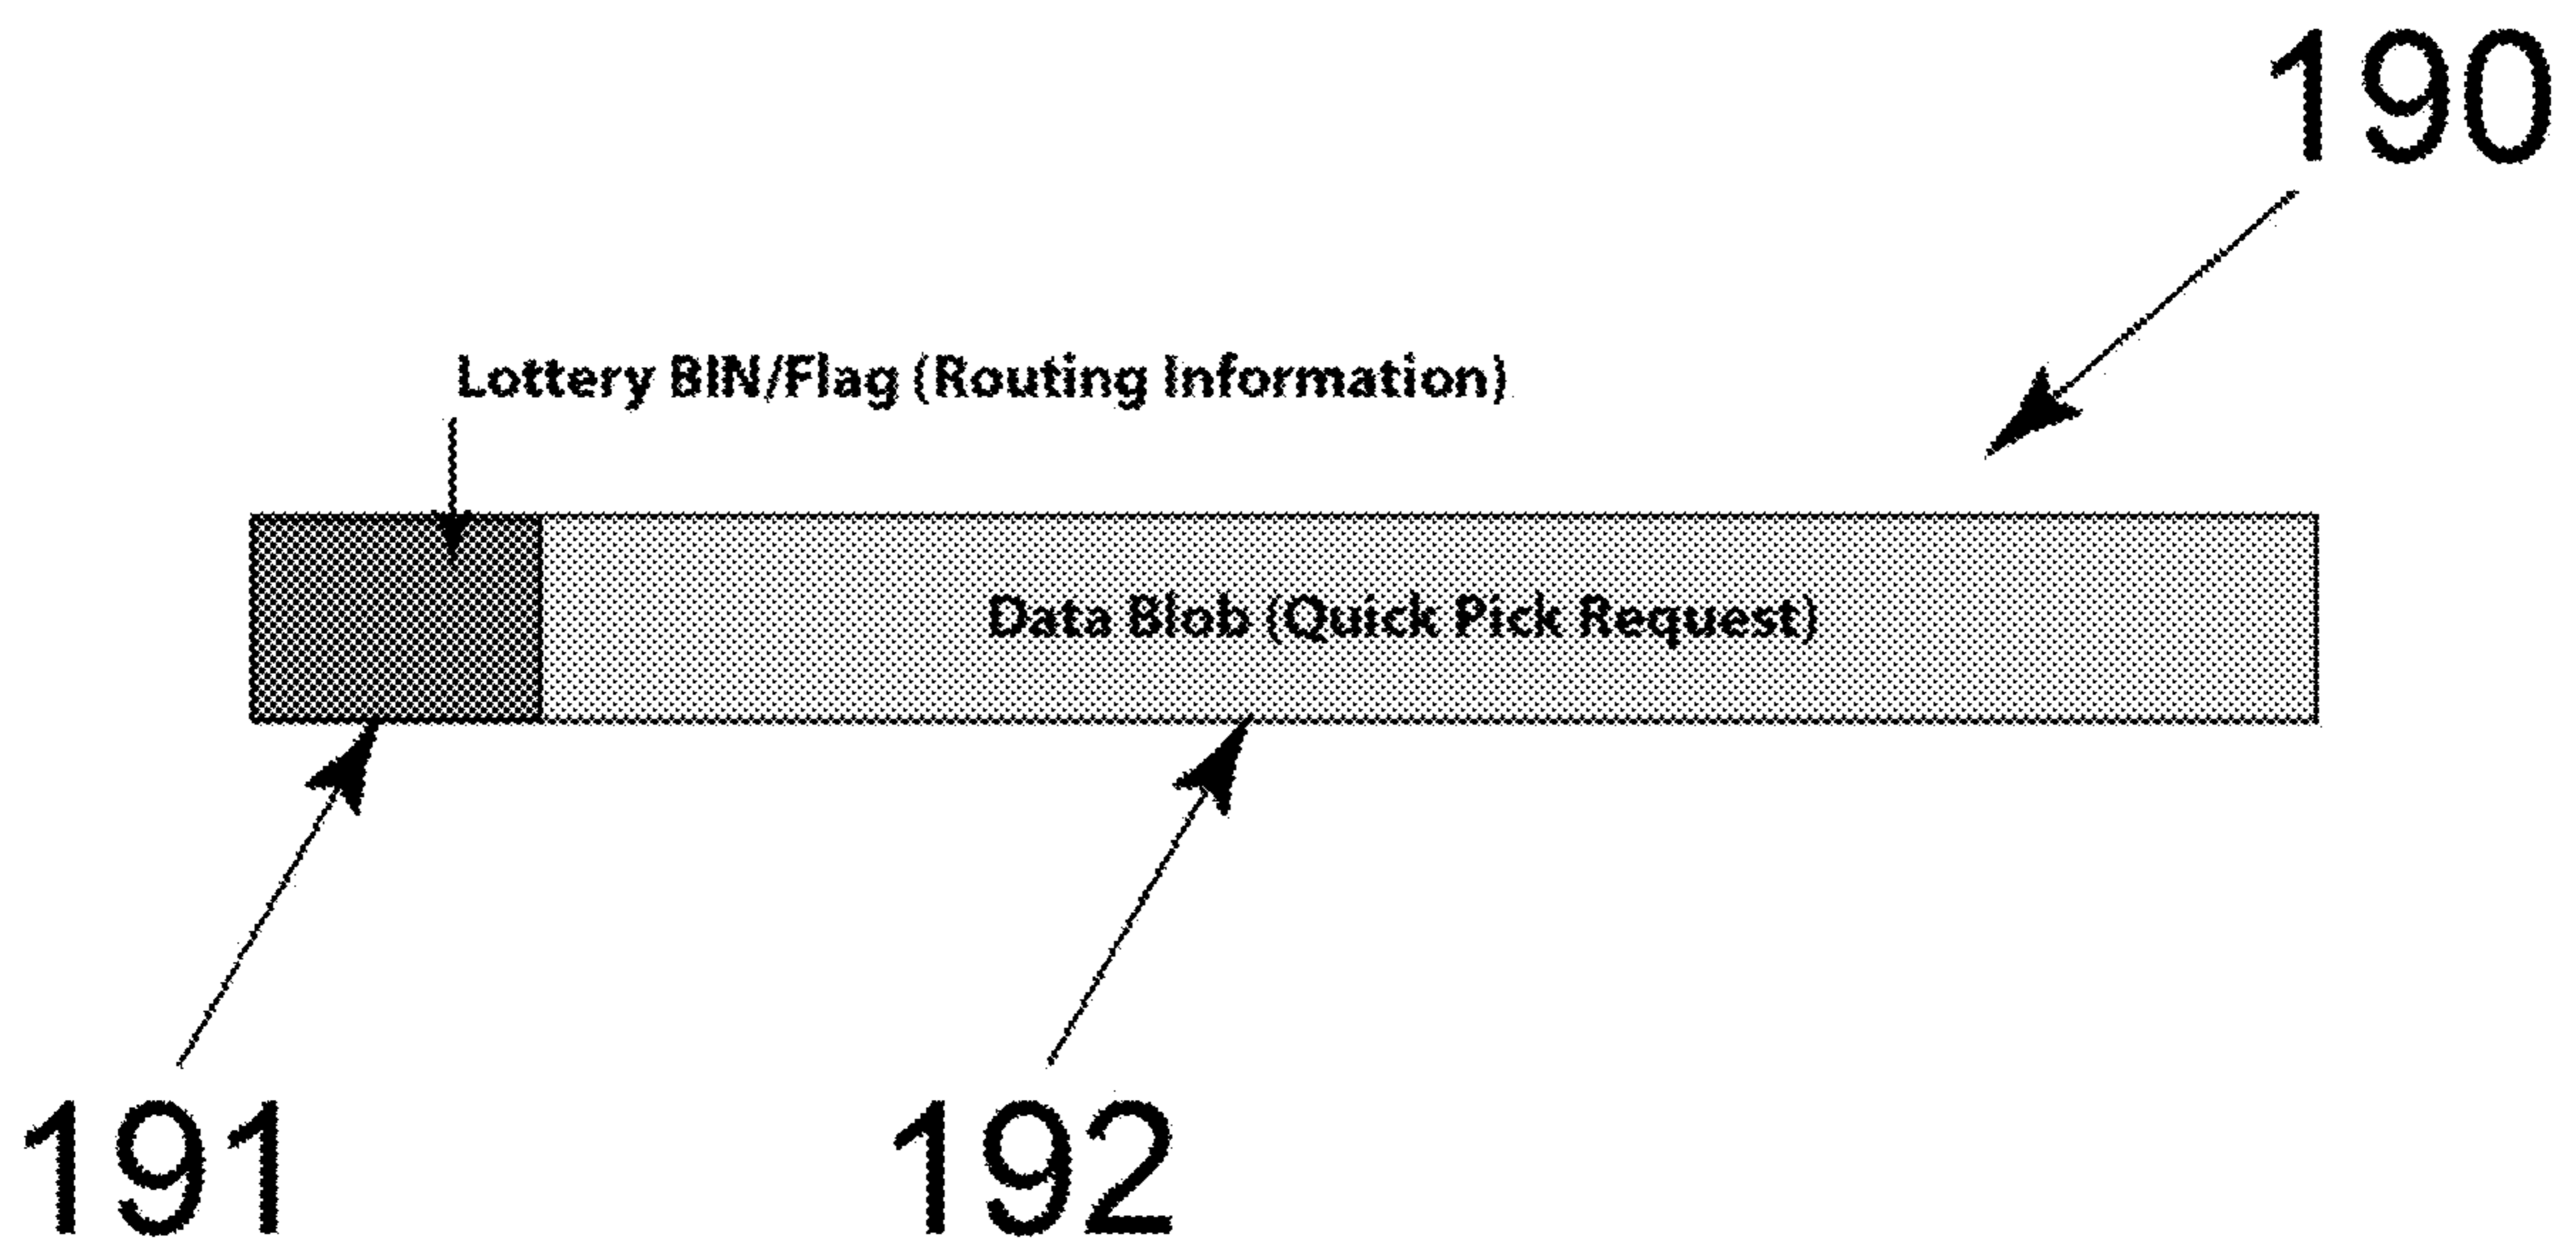 190
Lottery BIN/Flag (Routing Information)
Data Blob (Quick Pick Request)
191
192